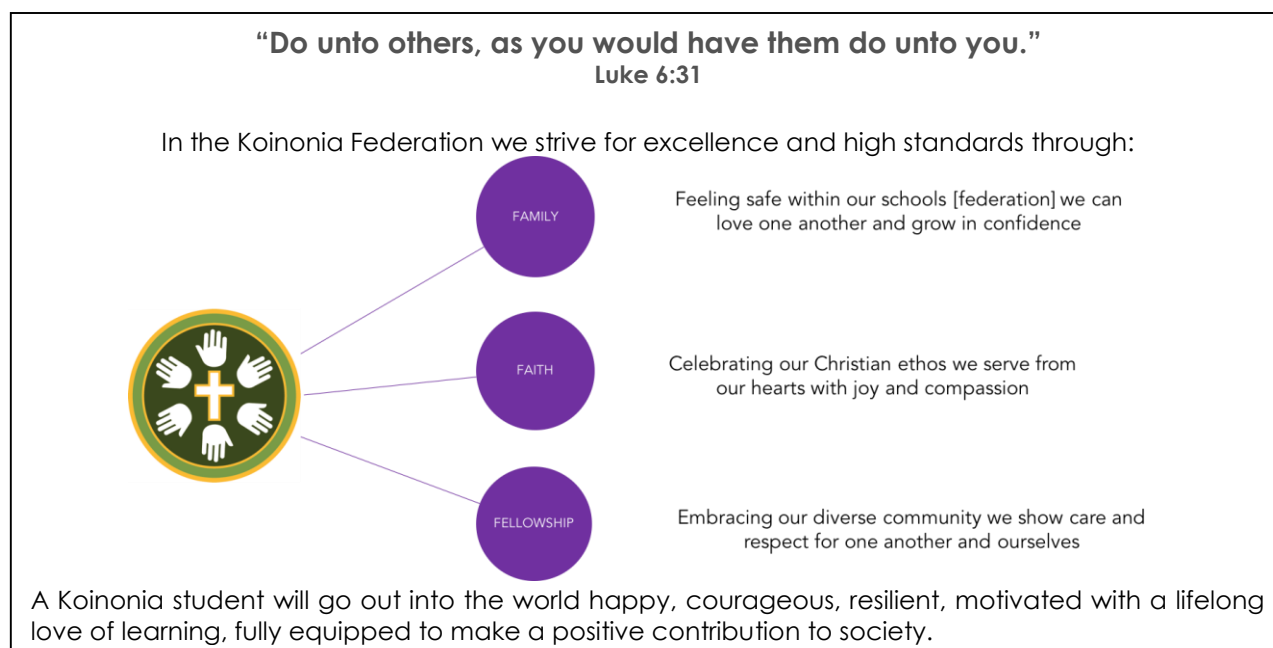 “Do unto others, as you would have them do unto you.”
Luke 6:31
In the Koinonia Federation we strive for excellence and high standards through:
FAMILY
Feeling safe within our schools [federation] we can
love one another and grow in confidence
FAITH
Celebrating our Christian ethos we serve from
our hearts with joy and compassion
FELLOWSHIP
Embracing our diverse community we show care and
respect for one another and ourselves
A Koinonia student will go out into the world happy, courageous, resilient, motivated with a lifelong
love of learning, fully equipped to make a positive contribution to society.